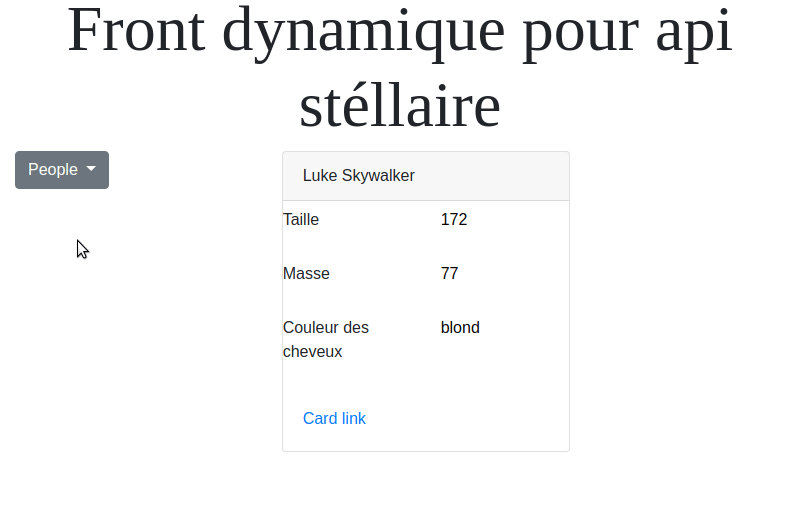 Front dynamique pour api
stéllaire
People
Luke Skywalker
Taille 172
Masse 77
Couleur des blond
cheveux
Card link